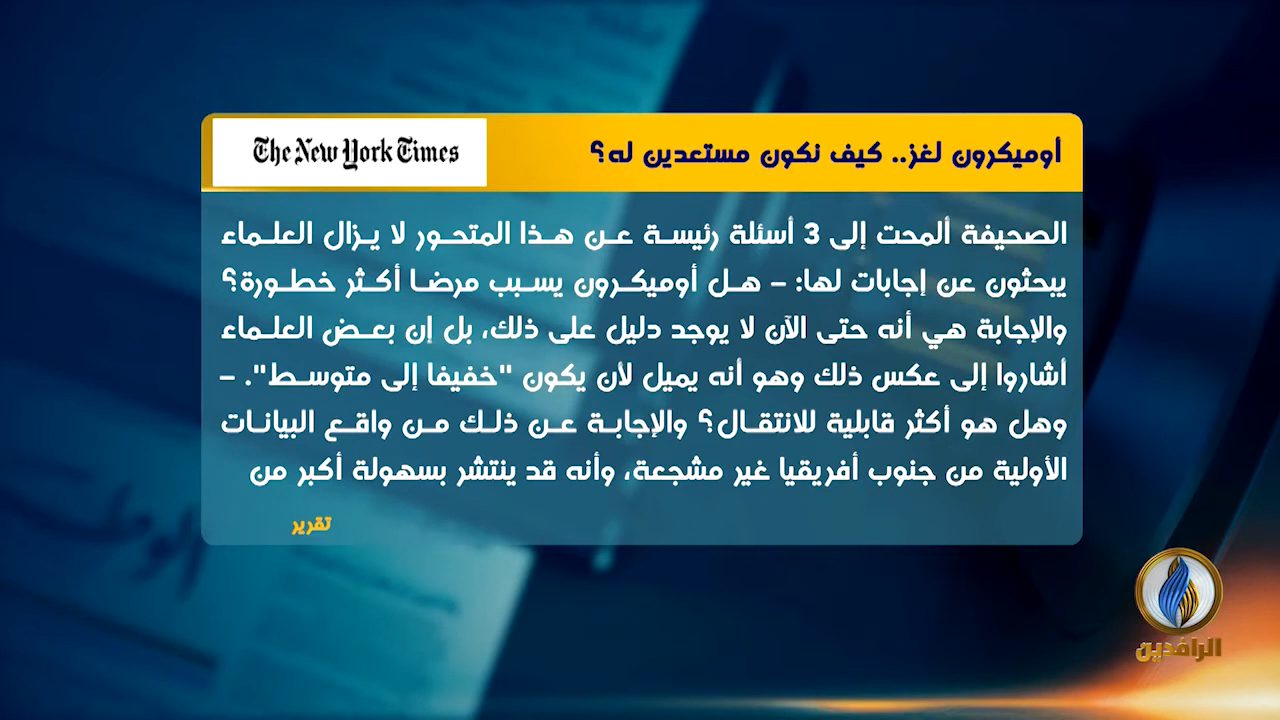 أوميكرون لغز.. كيف نكون مستعدين له؟
The New York Times
الصحيفة ألمحت إلى 3 أسئلة رئيسة عن هذا المتحور لا يزال العلماء
يبحثون عن إجابات لها: - هل أوميكرون يسبب مرضا أكثر خطورة؟
والإجابة هي أنه حتى الآن لا يوجد دليل على ذلك، بل إن بعض العلماء
أشاروا إلى عكس ذلك وهو أنه يميل لأن يكون "خفيفا إلى متوسط". -
وهل هو أكثر قابلية للانتقال؟ والإجابة عن ذلك من واقع البيانات
الأولية من جنوب أفريقيا غير مشجعة، وأنه قد ينتشر بسهولة أكبر من
تقرير
الرافدين